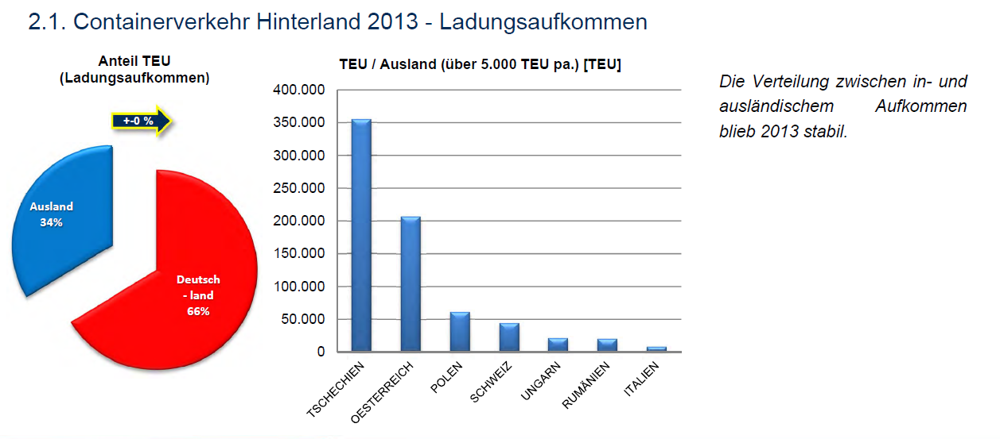 2.1. Containerverkehr Hinterland 2013 - Ladungsaufkommen
Anteil TEU
(Ladungsaufkommen)
+-0 %
Ausland
34%
Deutsch
- land
66%
TEU / Ausland (über 5.000 TEU pa.) [TEU]
400.000
350.000
300.000
250.000
200.000
150.000
100.000
50.000
0
TSCHECHIEN
OESTERREICH
POLEN
SCHWEIZ
UNGARN
RUMÄNIEN
ITALIEN
Die Verteilung zwischen in- und
ausländischem Aufkommen
blieb 2013 stabil.